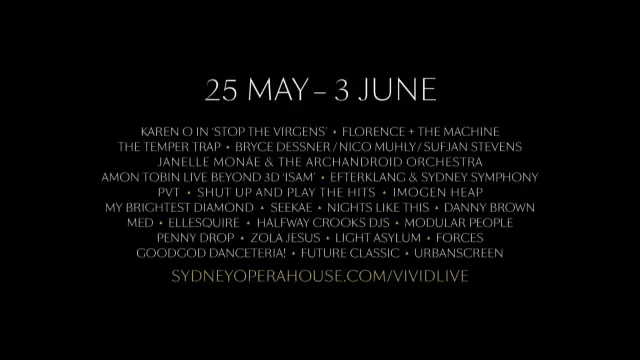 25 MAY – 3 JUNE
KAREN O IN 'STOP THE VIRGENS' • FLORENCE + THE MACHINE
THE TEMPER TRAP • BRYCE DESSNER / NICO MUHLY / SUFJAN STEVENS
JANELLE MONÁE & THE ARCHANDROID ORCHESTRA
AMON TOBIN LIVE BEYOND 3D 'ISAM' • EFTERKLANG & SYDNEY SYMPHONY
PVT • SHUT UP AND PLAY THE HITS • IMOGEN HEAP
MY BRIGHTEST DIAMOND • SEEKAE • NIGHTS LIKE THIS • DANNY BROWN
MED • ELLESQUIRE • HALFWAY CROOKS DJS • MODULAR PEOPLE
PENNY DROP • ZOLA JESUS • LIGHT ASYLUM • FORCES
GOODGOD DANCETERIA! • FUTURE CLASSIC • URBANSCREEN
SYDNEYOPERAHOUSE.COM/VIVIDLIVE